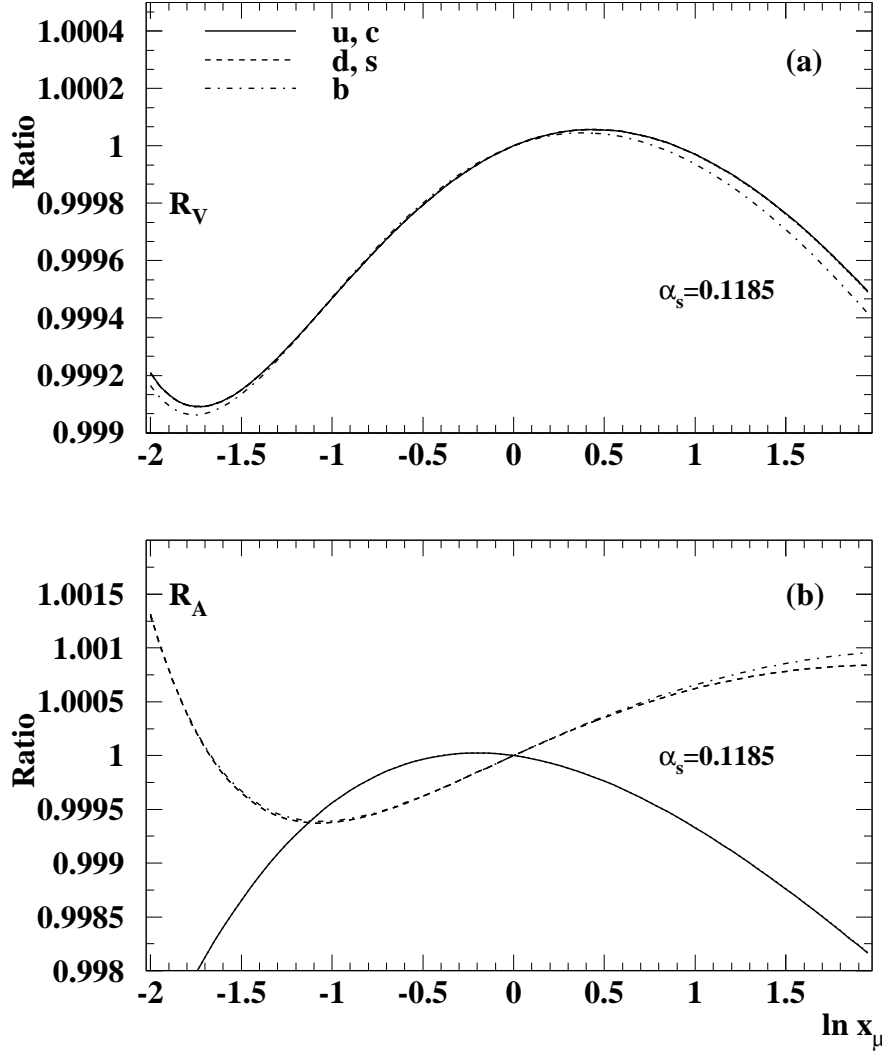 1.0004
u, c
(a)
d, s
1.0002
b
Ratio
1
0.9998
R_V
0.9996
α_s=0.1185
0.9994
0.9992
0.999
-2 -1.5 -1 -0.5 0 0.5 1 1.5
1.0015
R_A
(b)
1.001
1.0005
Ratio
1
α_s=0.1185
0.9995
0.999
0.9985
0.998
-2 -1.5 -1 -0.5 0 0.5 1 1.5
ln x_μ